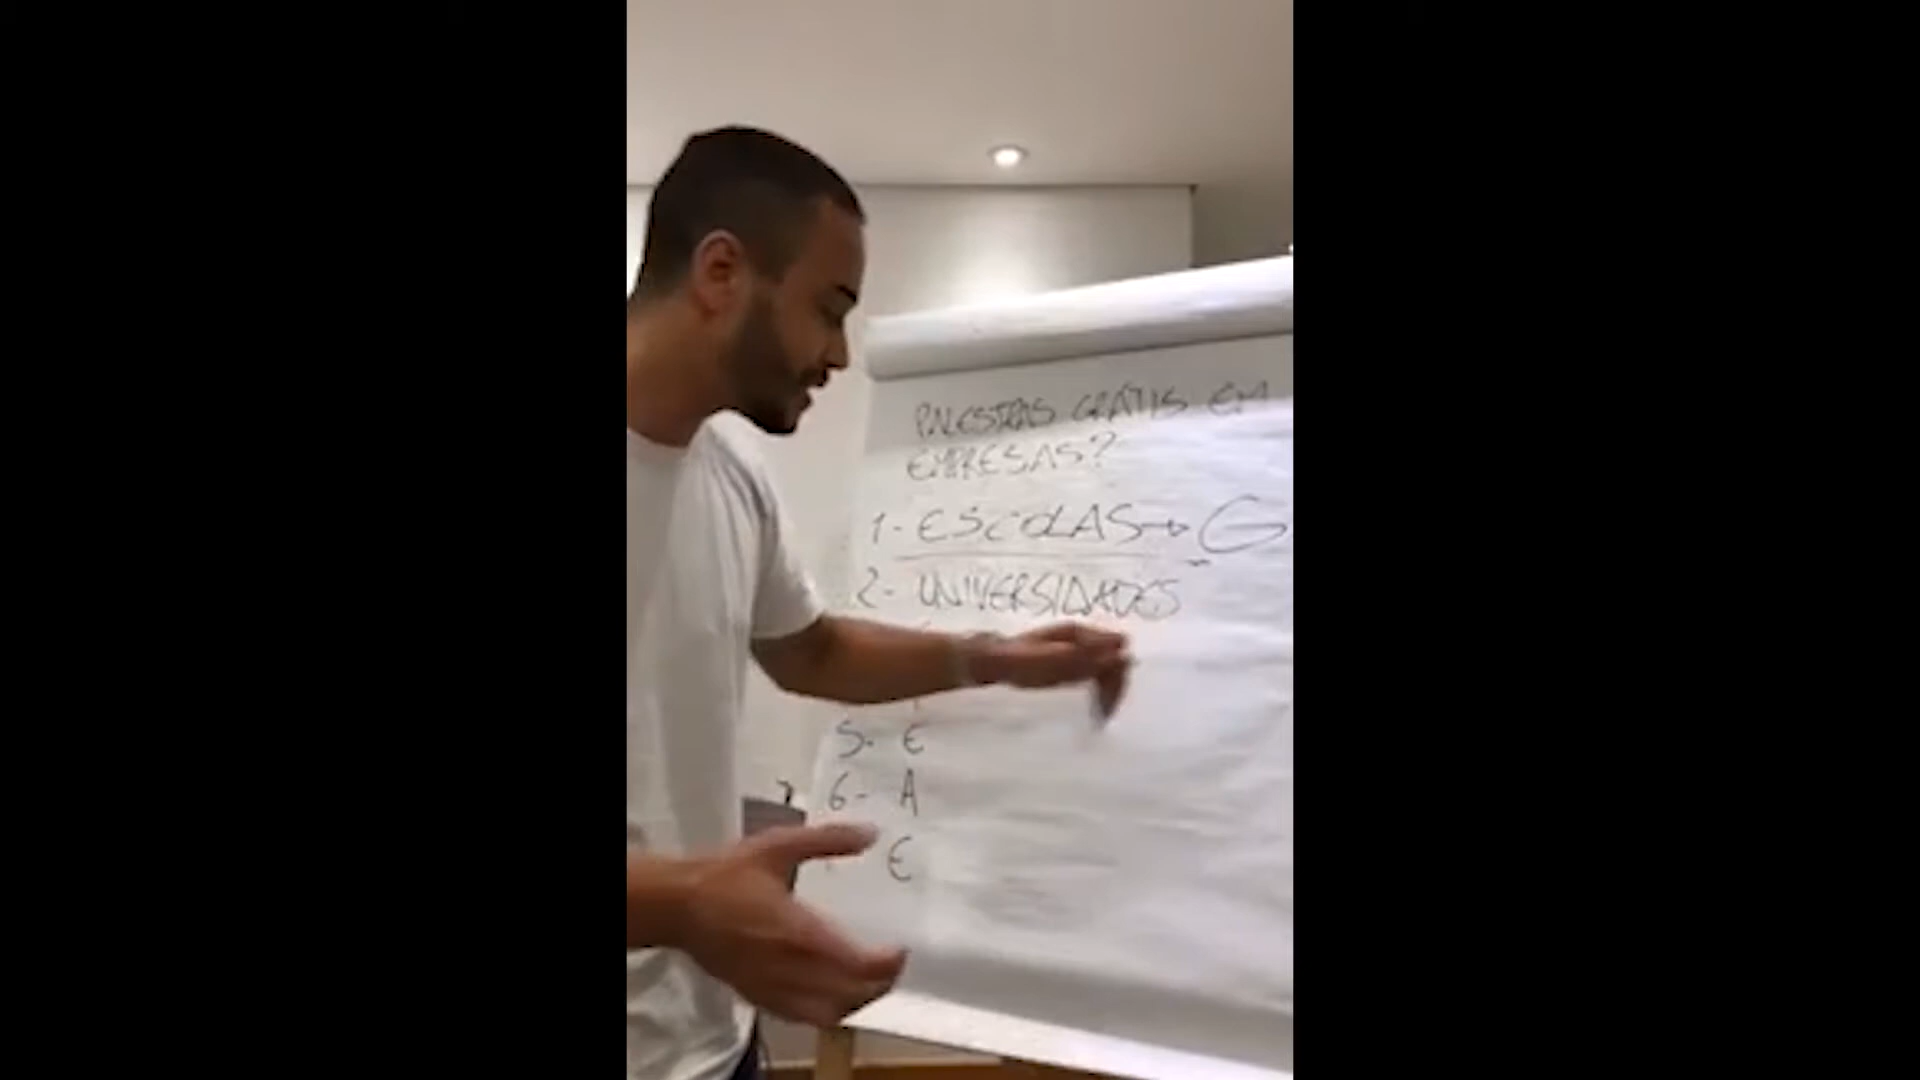 PALESTRAS GRÁTIS EM
EMPRESAS?
1- ESCOLAS → G
2- UNIVERSIDADES
5- E
6- A
E